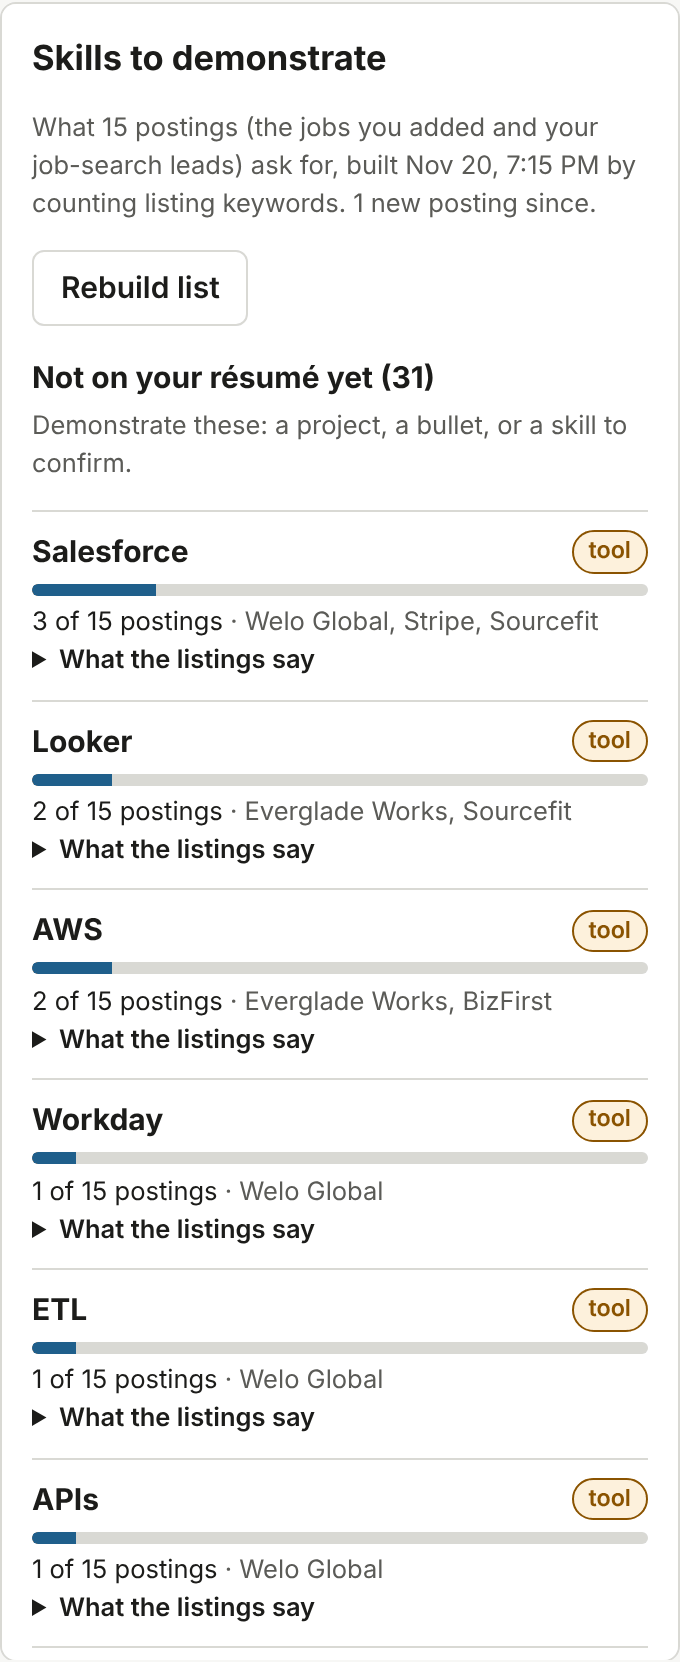 Skills to demonstrate
What 15 postings (the jobs you added and your
job-search leads) ask for, built Nov 20, 7:15 PM by
counting listing keywords. 1 new posting since.
Rebuild list
Not on your résumé yet (31)
Demonstrate these: a project, a bullet, or a skill to
confirm.
Salesforce tool
3 of 15 postings · Welo Global, Stripe, Sourcefit
▶ What the listings say
Looker tool
2 of 15 postings · Everglade Works, Sourcefit
▶ What the listings say
AWS tool
2 of 15 postings · Everglade Works, BizFirst
▶ What the listings say
Workday tool
1 of 15 postings · Welo Global
▶ What the listings say
ETL tool
1 of 15 postings · Welo Global
▶ What the listings say
APIs tool
1 of 15 postings · Welo Global
▶ What the listings say